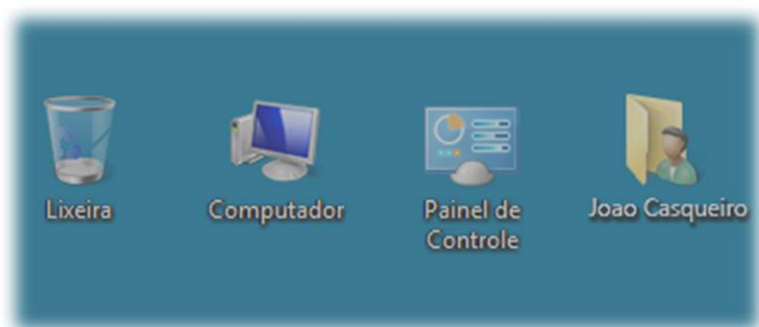 Lixeira
Computador
Painel de
Controle
Joao Casqueiro